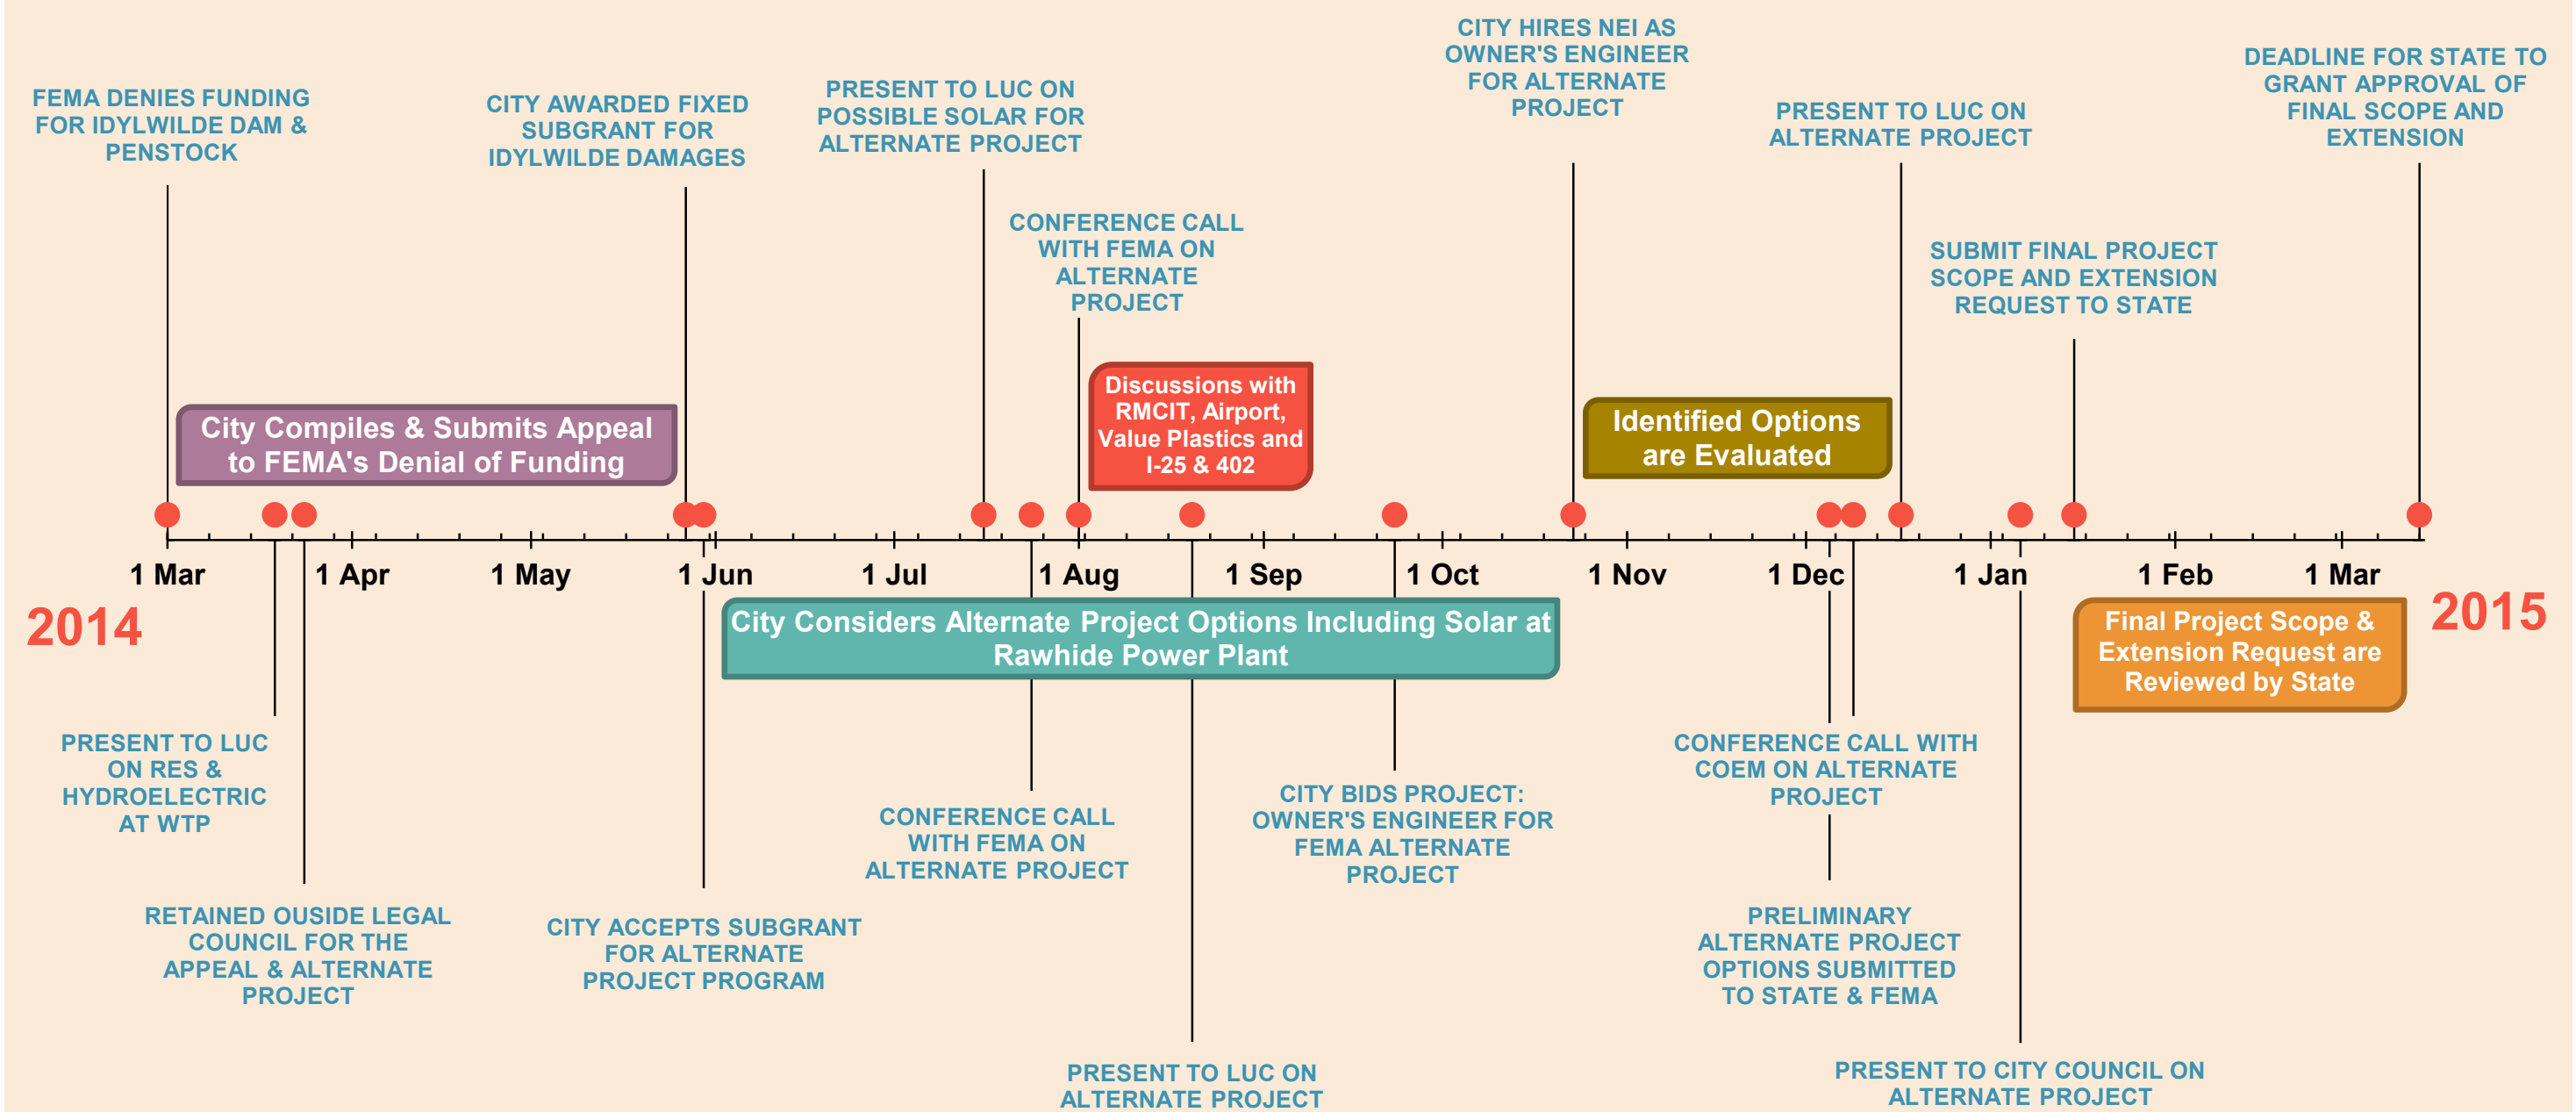 CITY HIRES NEI AS
OWNER'S ENGINEER
FOR ALTERNATE
PROJECT
FEMA DENIES FUNDING
FOR IDYLWILDE DAM &
PENSTOCK
CITY AWARDED FIXED
SUBGRANT FOR
IDYLWILDE DAMAGES
PRESENT TO LUC ON
POSSIBLE SOLAR FOR
ALTERNATE PROJECT
PRESENT TO LUC ON
ALTERNATE PROJECT
DEADLINE FOR STATE TO
GRANT APPROVAL OF
FINAL SCOPE AND
EXTENSION
CONFERENCE CALL
WITH FEMA ON
ALTERNATE
PROJECT
SUBMIT FINAL PROJECT
SCOPE AND EXTENSION
REQUEST TO STATE
City Compiles & Submits Appeal
to FEMA's Denial of Funding
Discussions with
RMCIT, Airport,
Value Plastics and
I-25 & 402
Identified Options
are Evaluated
1 Mar 1 Apr 1 May 1 Jun 1 Jul 1 Aug 1 Sep 1 Oct 1 Nov 1 Dec 1 Jan 1 Feb 1 Mar
2014
City Considers Alternate Project Options Including Solar at
Rawhide Power Plant
Final Project Scope &
Extension Request are
Reviewed by State
2015
PRESENT TO LUC
ON RES &
HYDROELECTRIC
AT WTP
RETAINED OUSIDE LEGAL
COUNCIL FOR THE
APPEAL & ALTERNATE
PROJECT
CITY ACCEPTS SUBGRANT
FOR ALTERNATE
PROJECT PROGRAM
CONFERENCE CALL
WITH FEMA ON
ALTERNATE PROJECT
PRESENT TO LUC ON
ALTERNATE PROJECT
CITY BIDS PROJECT:
OWNER'S ENGINEER FOR
FEMA ALTERNATE
PROJECT
CONFERENCE CALL WITH
COEM ON ALTERNATE
PROJECT
PRELIMINARY
ALTERNATE PROJECT
OPTIONS SUBMITTED
TO STATE & FEMA
PRESENT TO CITY COUNCIL ON
ALTERNATE PROJECT